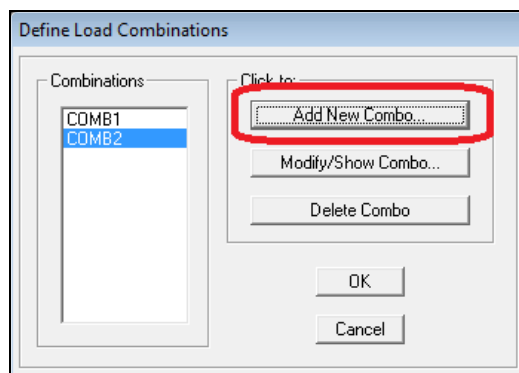 Define Load Combinations
Combinations
COMB1
COMB2
Click to:
Add New Combo...
Modify/Show Combo...
Delete Combo
OK
Cancel